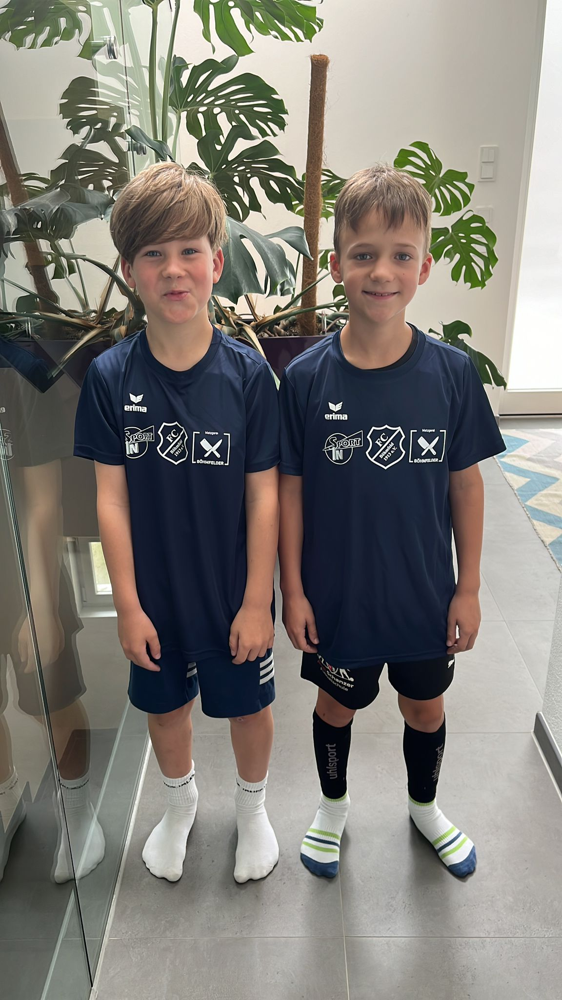 erima
SPORT
IN
FC
Böhmfeld
1913 e.V.
Metzgerei
BÖHMFELDER
erima
SPORT
IN
FC
Böhmfeld
1913 e.V.
Metzgerei
BÖHMFELDER
Schanzer
uhlsport
uhlsport